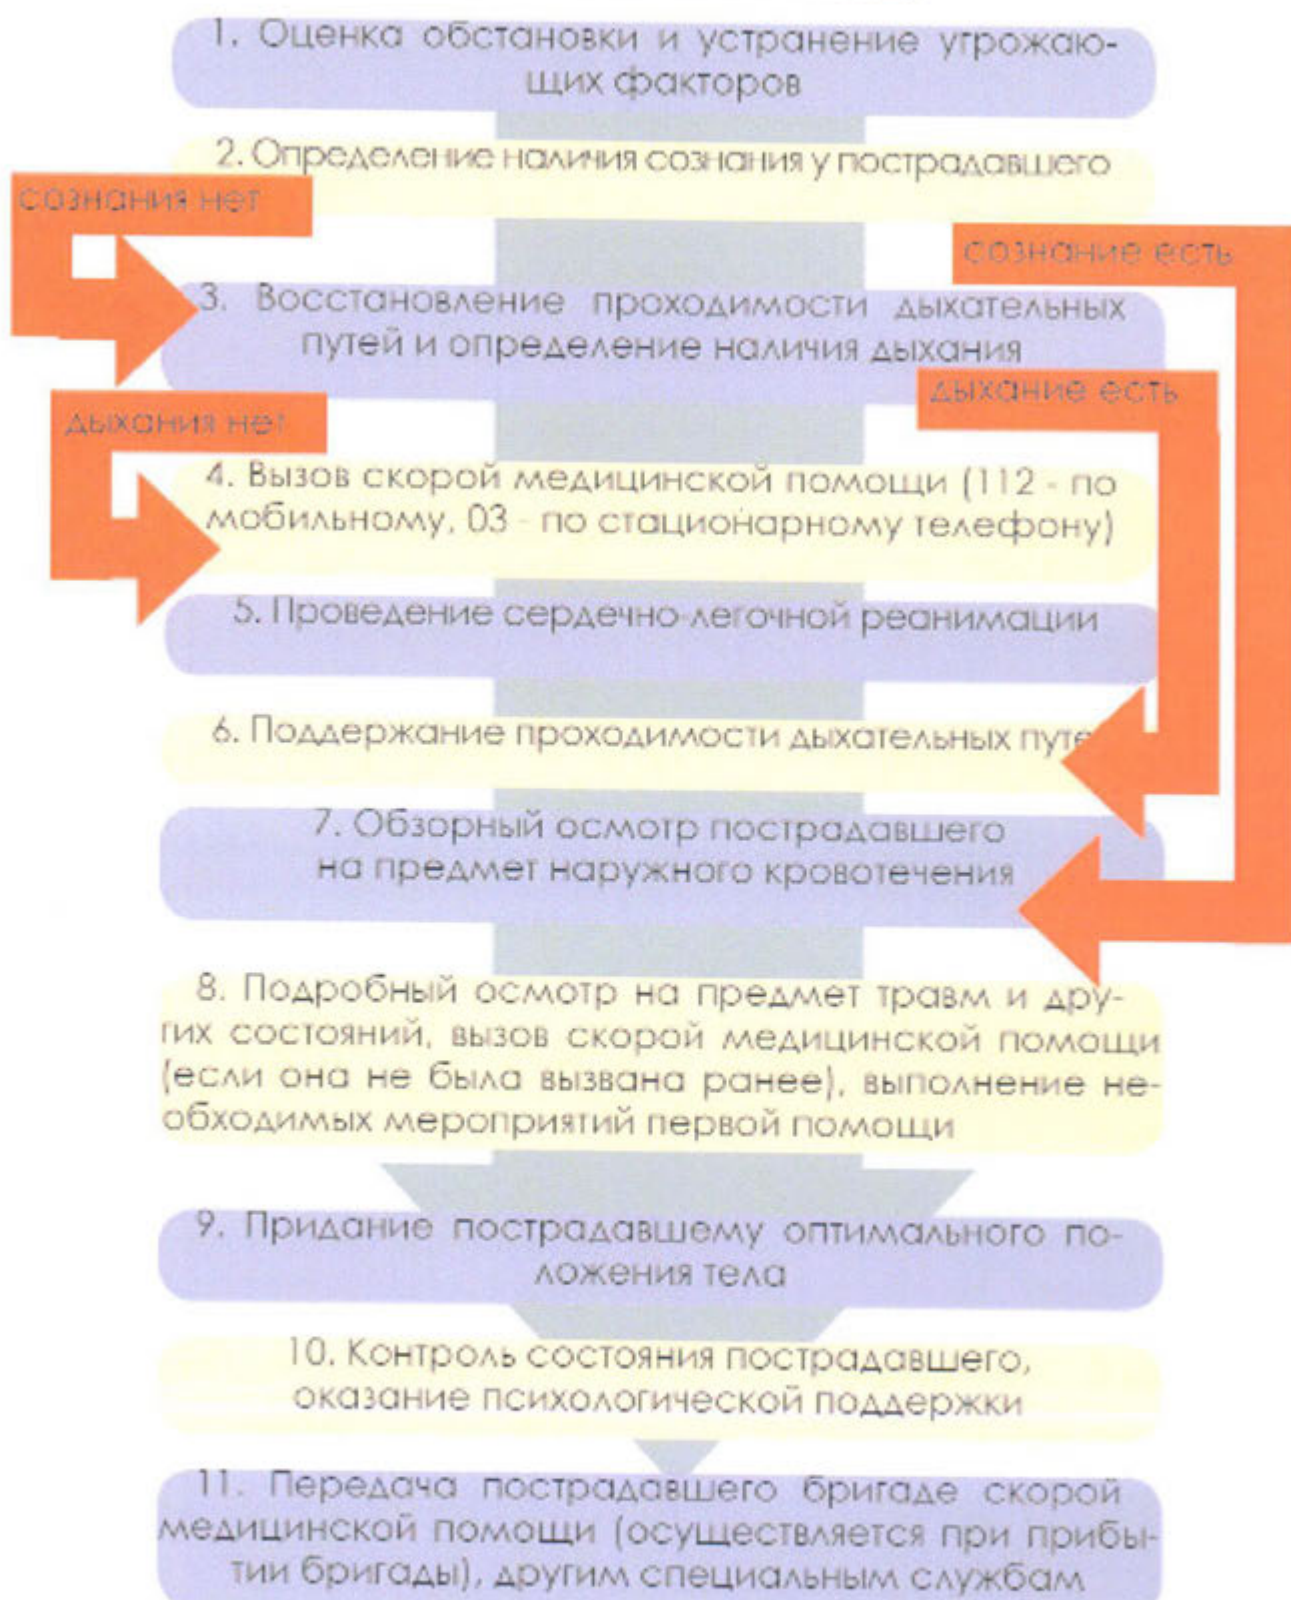 1. Оценка обстановки и устранение угрожаю-
щих факторов
2. Определение наличия сознания у пострадавшего
сознания нет
сознание есть
3. Восстановление проходимости дыхательных
путей и определение наличия дыхания
дыхание есть
дыхания нет
4. Вызов скорой медицинской помощи (112 - по
мобильному, 03 - по стационарному телефону)
5. Проведение сердечно-легочной реанимации
6. Поддержание проходимости дыхательных путе
7. Обзорный осмотр пострадавшего
на предмет наружного кровотечения
8. Подробный осмотр на предмет травм и дру-
гих состояний, вызов скорой медицинской помощи
(если она не была вызвана ранее), выполнение не-
обходимых мероприятий первой помощи
9. Придание пострадавшему оптимального по-
ложения тела
10. Контроль состояния пострадавшего,
оказание психологической поддержки
11. Передача пострадавшего бригаде скорой
медицинской помощи (осуществляется при прибы-
тии бригады), другим специальным службам